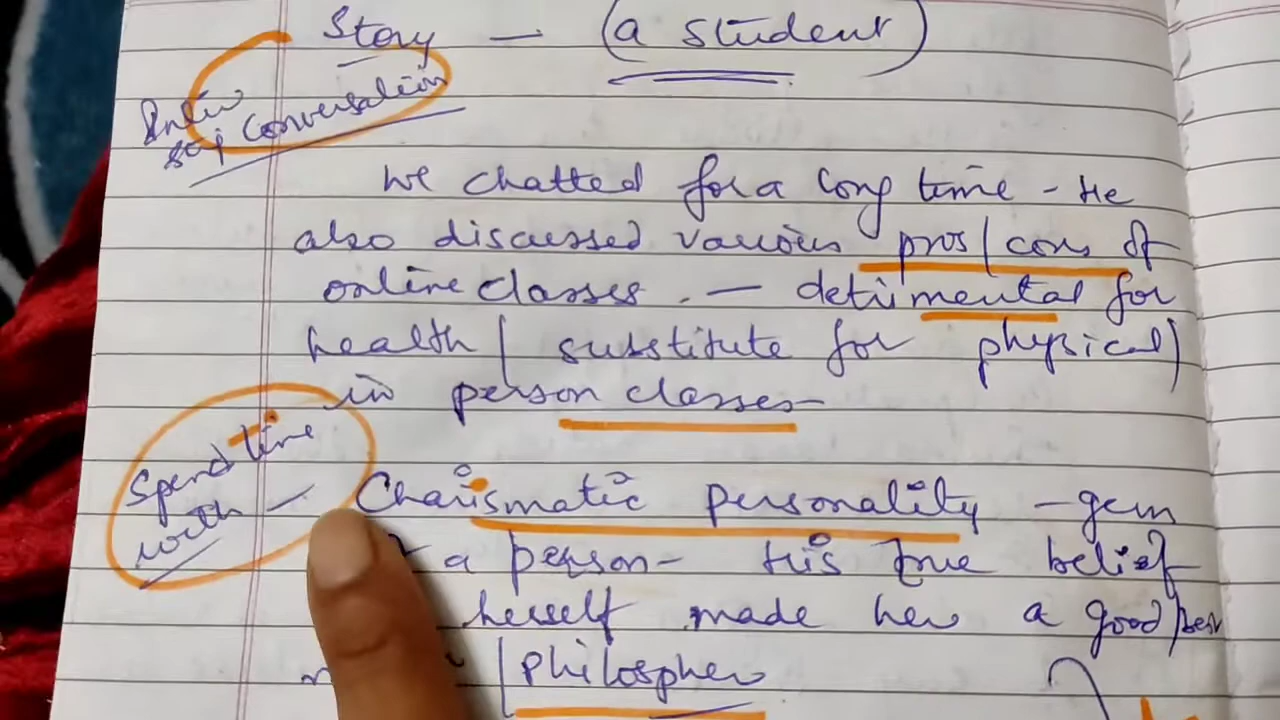 Story — (a student)
Conversation
We chatted for a long time - He
also discussed various pros/cons of
online classes. — detrimental for
health / substitute for physical/
in person classes
Spend time
with — Charismatic personality - gem
a person - His true belief
herself made her a good/best
/philospher